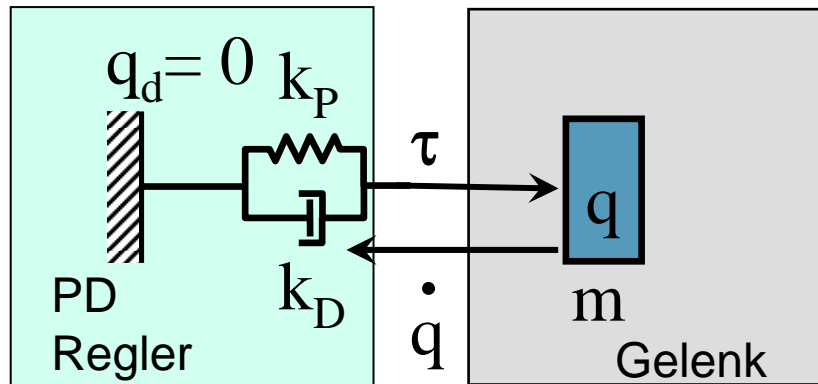 q_d = 0
k_P
τ
q
k_D
q̇
m
PD
Regler
Gelenk